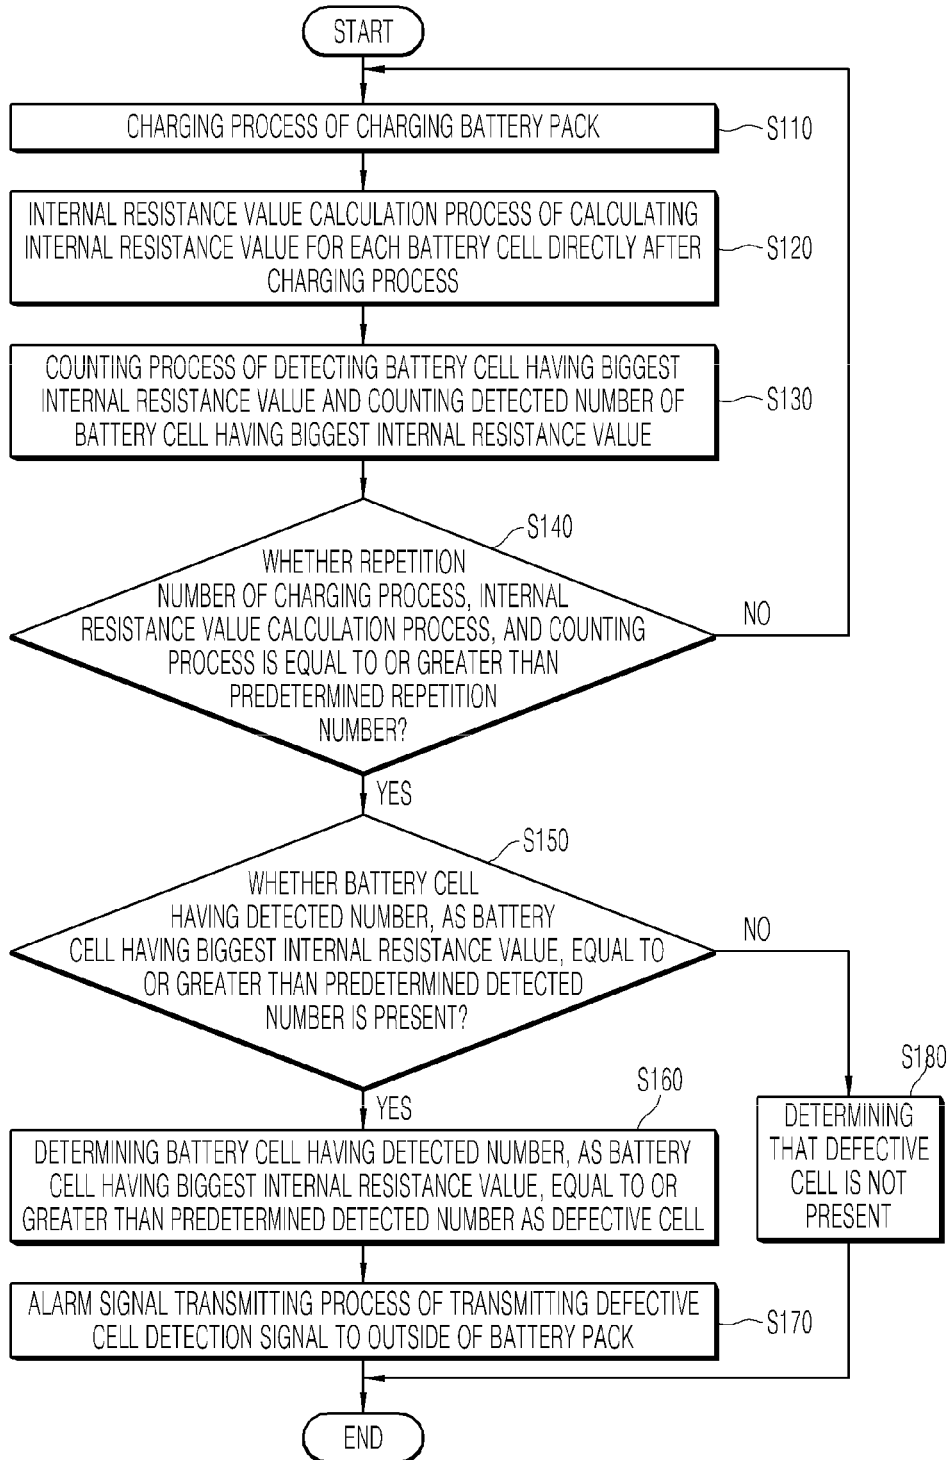 START
CHARGING PROCESS OF CHARGING BATTERY PACK
S110
INTERNAL RESISTANCE VALUE CALCULATION PROCESS OF CALCULATING
INTERNAL RESISTANCE VALUE FOR EACH BATTERY CELL DIRECTLY AFTER
CHARGING PROCESS
S120
COUNTING PROCESS OF DETECTING BATTERY CELL HAVING BIGGEST
INTERNAL RESISTANCE VALUE AND COUNTING DETECTED NUMBER OF
BATTERY CELL HAVING BIGGEST INTERNAL RESISTANCE VALUE
S130
S140
WHETHER REPETITION
NUMBER OF CHARGING PROCESS, INTERNAL
RESISTANCE VALUE CALCULATION PROCESS, AND COUNTING
PROCESS IS EQUAL TO OR GREATER THAN
PREDETERMINED REPETITION
NUMBER?
NO
YES
S150
WHETHER BATTERY CELL
HAVING DETECTED NUMBER, AS BATTERY
CELL HAVING BIGGEST INTERNAL RESISTANCE VALUE, EQUAL TO
OR GREATER THAN PREDETERMINED DETECTED
NUMBER IS PRESENT?
NO
YES
S160
DETERMINING BATTERY CELL HAVING DETECTED NUMBER, AS BATTERY
CELL HAVING BIGGEST INTERNAL RESISTANCE VALUE, EQUAL TO OR
GREATER THAN PREDETERMINED DETECTED NUMBER AS DEFECTIVE CELL
S180
DETERMINING
THAT DEFECTIVE
CELL IS NOT
PRESENT
ALARM SIGNAL TRANSMITTING PROCESS OF TRANSMITTING DEFECTIVE
CELL DETECTION SIGNAL TO OUTSIDE OF BATTERY PACK
S170
END